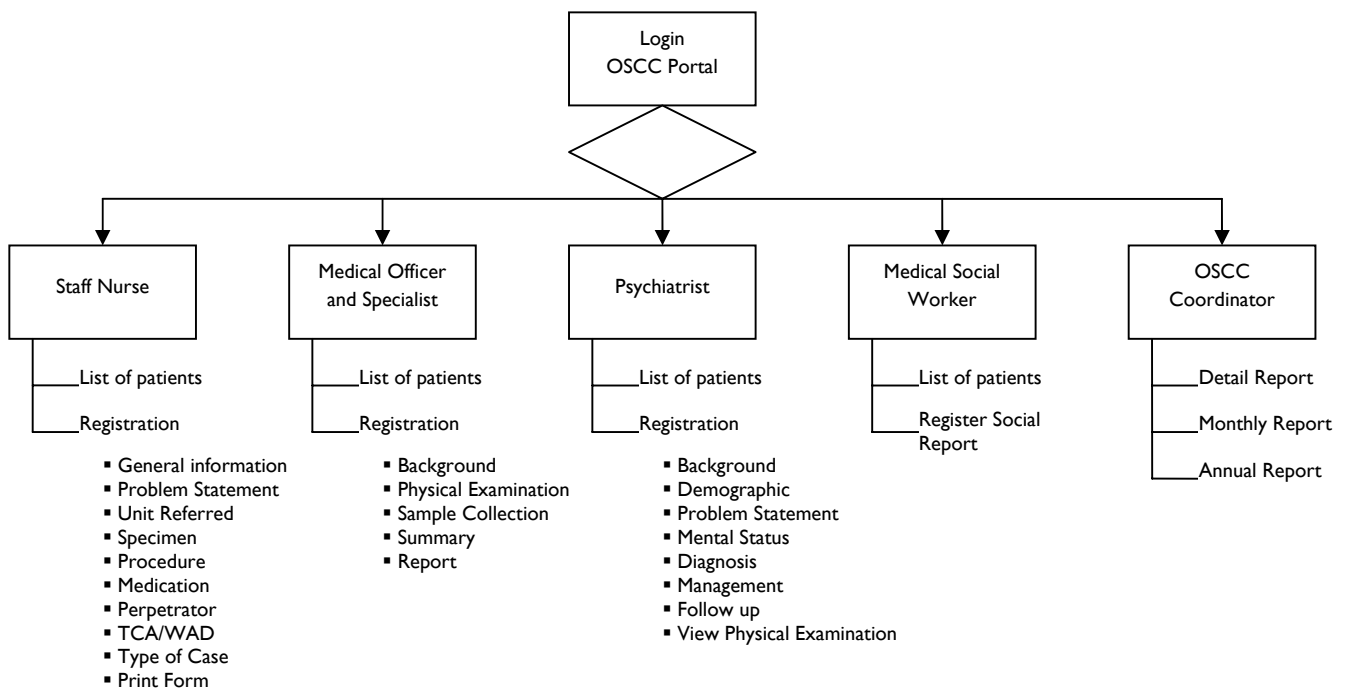 Login
OSCC Portal
Staff Nurse
Medical Officer
and Specialist
Psychiatrist
Medical Social
Worker
OSCC
Coordinator
List of patients
Registration
▪ General information
▪ Problem Statement
▪ Unit Referred
▪ Specimen
▪ Procedure
▪ Medication
▪ Perpetrator
▪ TCA/WAD
▪ Type of Case
▪ Print Form
List of patients
Registration
▪ Background
▪ Physical Examination
▪ Sample Collection
▪ Summary
▪ Report
List of patients
Registration
▪ Background
▪ Demographic
▪ Problem Statement
▪ Mental Status
▪ Diagnosis
▪ Management
▪ Follow up
▪ View Physical Examination
List of patients
Register Social
Report
Detail Report
Monthly Report
Annual Report